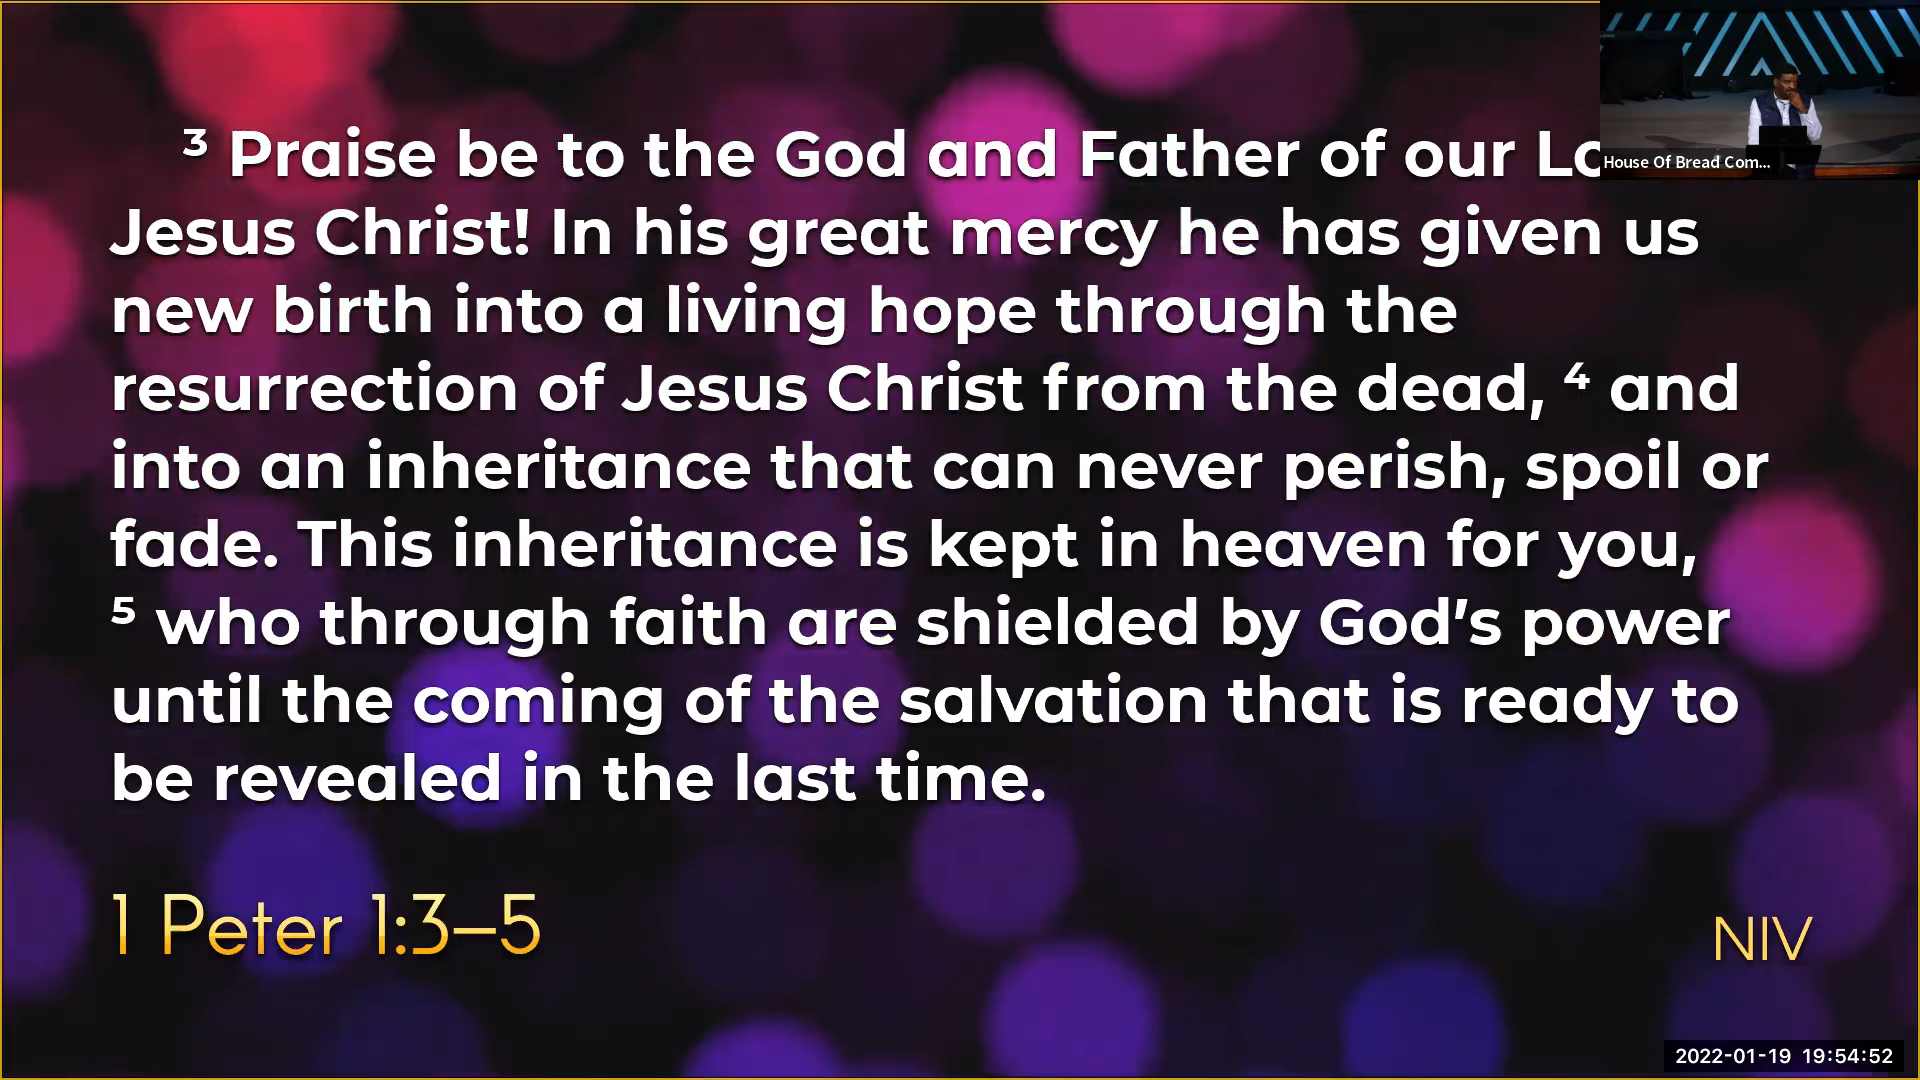 ³ Praise be to the God and Father of our Lo
House Of Bread Com...
Jesus Christ! In his great mercy he has given us
new birth into a living hope through the
resurrection of Jesus Christ from the dead, ⁴ and
into an inheritance that can never perish, spoil or
fade. This inheritance is kept in heaven for you,
⁵ who through faith are shielded by God’s power
until the coming of the salvation that is ready to
be revealed in the last time.
1 Peter 1:3–5
NIV
2022-01-19 19:54:52